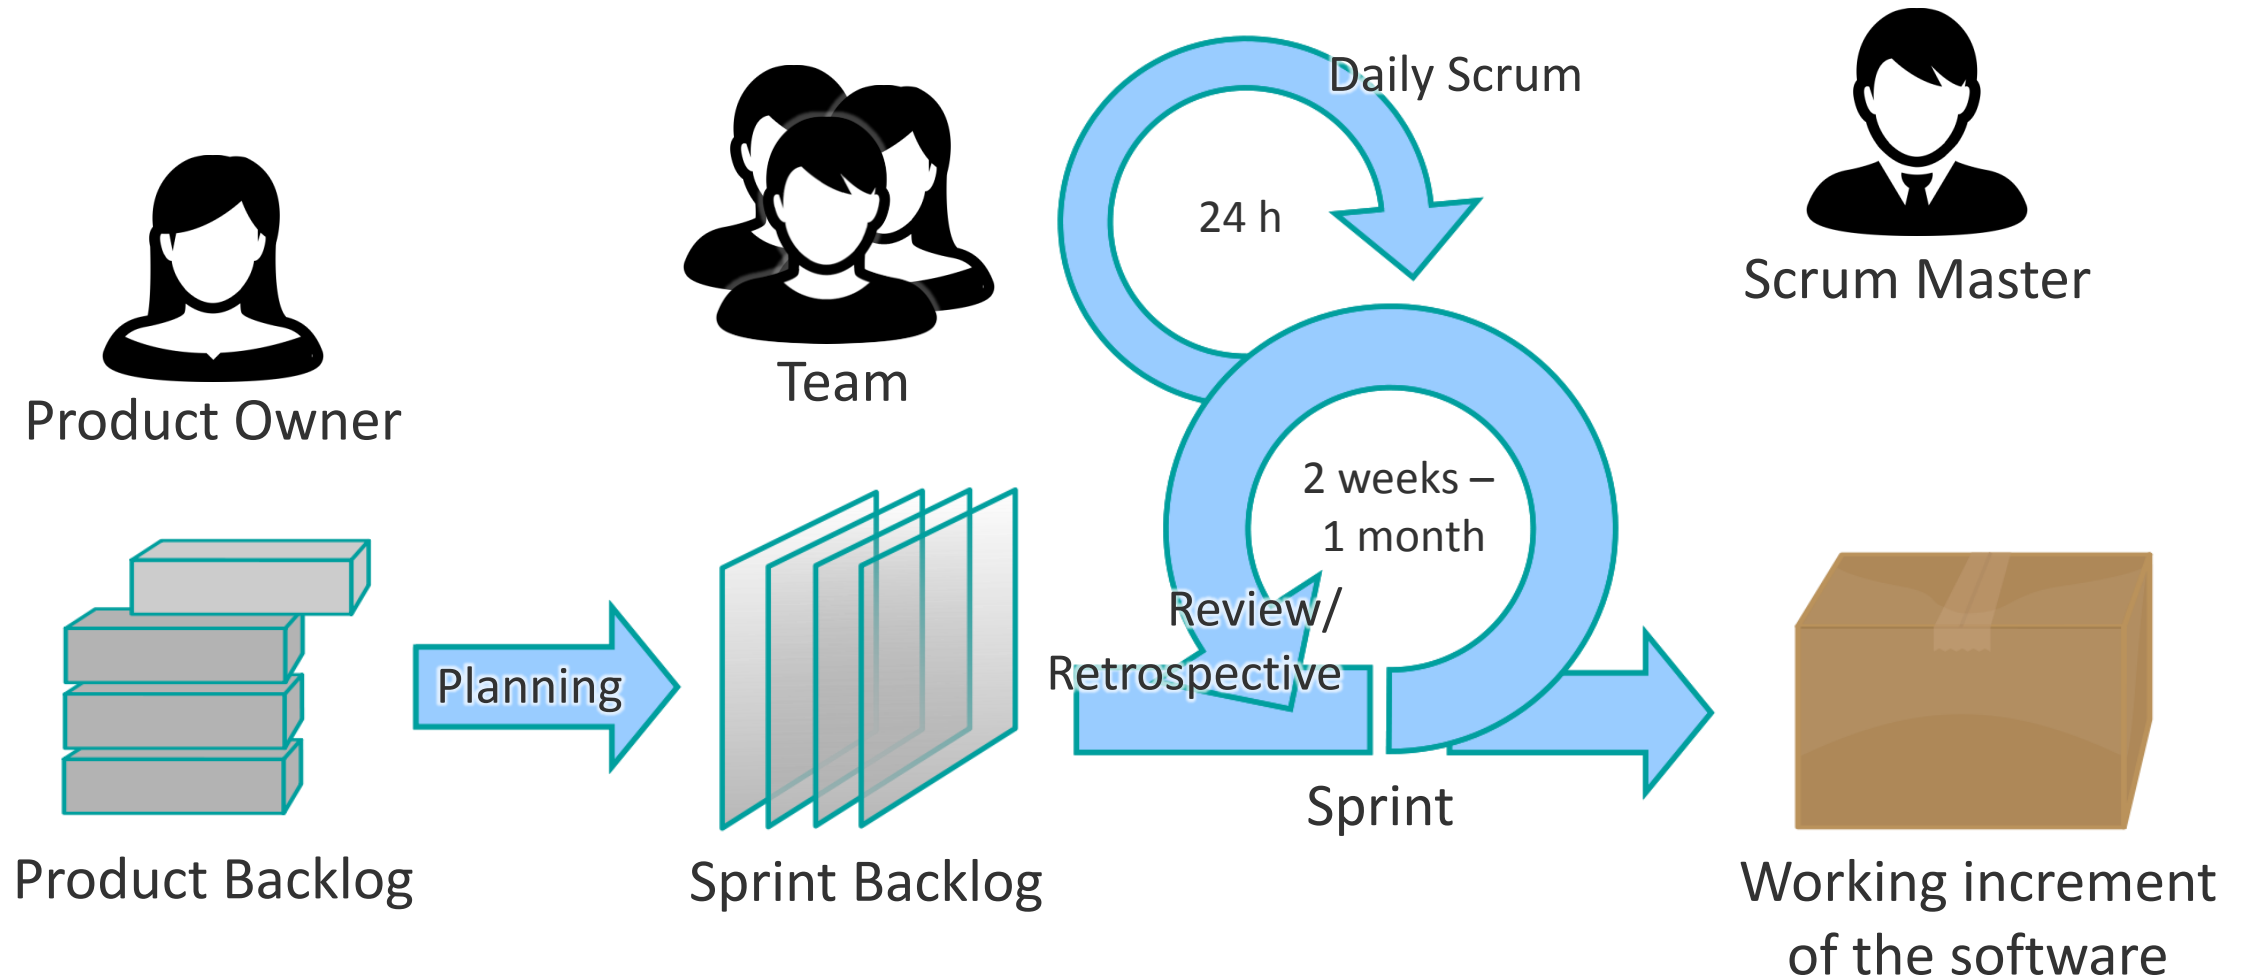 Daily Scrum
24 h
Scrum Master
Team
Product Owner
2 weeks –
1 month
Review/
Retrospective
Planning
Sprint
Product Backlog
Sprint Backlog
Working increment
of the software